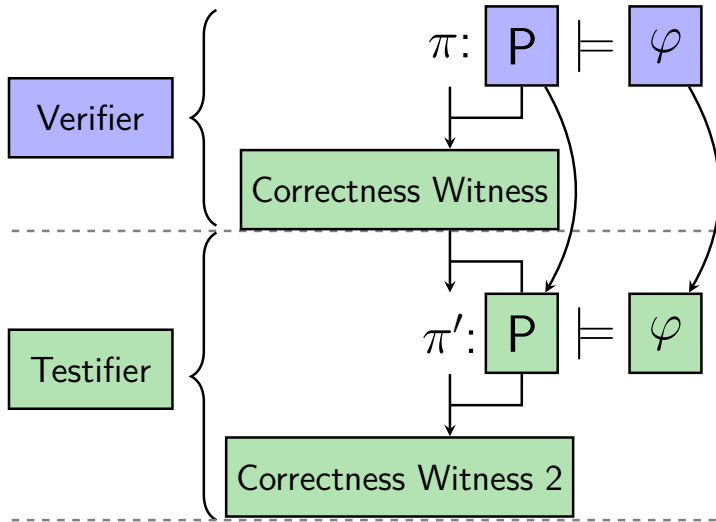 π: P ⊨ φ
Verifier
Correctness Witness
π′: P ⊨ φ
Testifier
Correctness Witness 2